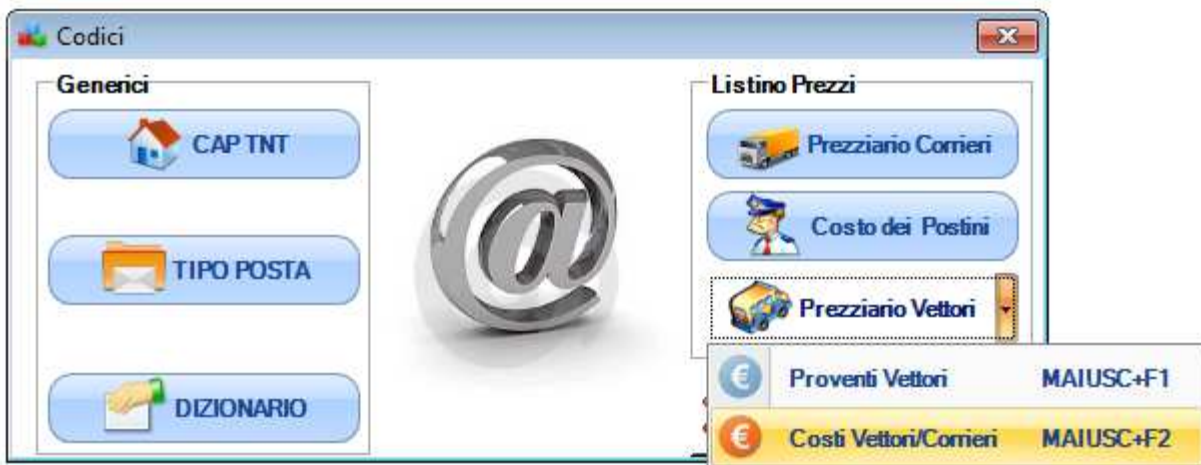 Codici
Generici
CAP TNT
TIPO POSTA
DIZIONARIO
@
Listino Prezzi
Prezziario Corrieri
Costo dei Postini
Prezziario Vettori
Proventi Vettori MAIUSC+F1
Costi Vettori/Corrieri MAIUSC+F2